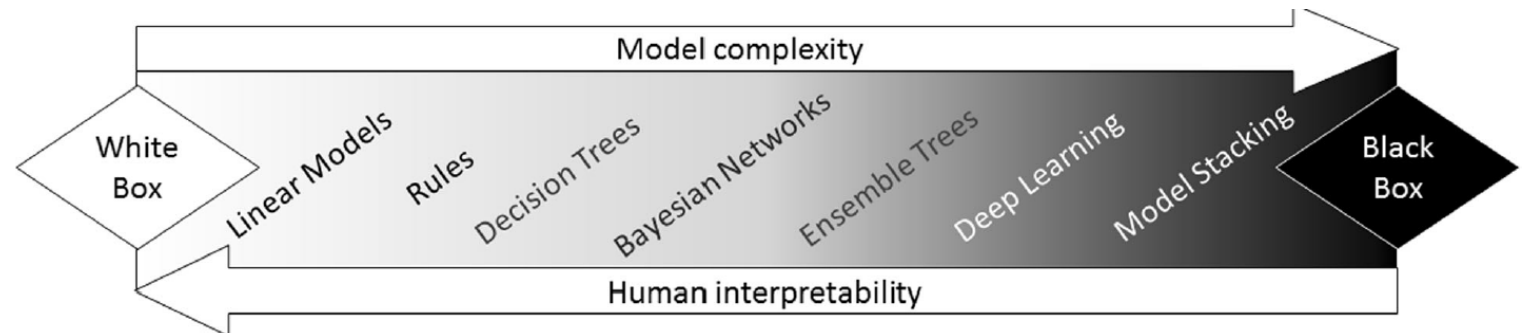 Model complexity
White
Box
Linear Models
Rules
Decision Trees
Bayesian Networks
Ensemble Trees
Deep Learning
Model Stacking
Black
Box
Human interpretability